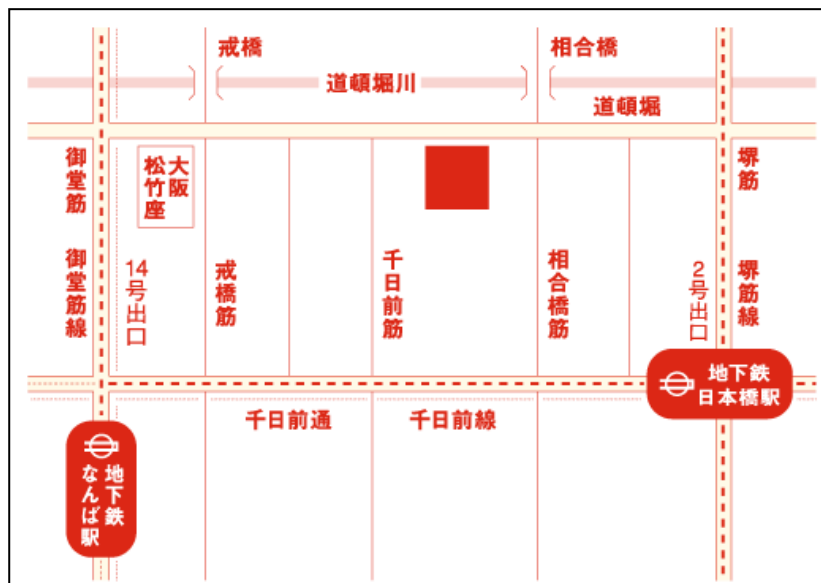 戒橋
相合橋
道頓堀川
道頓堀
御堂筋
大阪
松竹座
堺筋
御堂筋線
14号出口
戒橋筋
千日前筋
相合橋筋
2号出口
堺筋線
地下鉄
日本橋駅
千日前通
千日前線
地下鉄
なんば駅